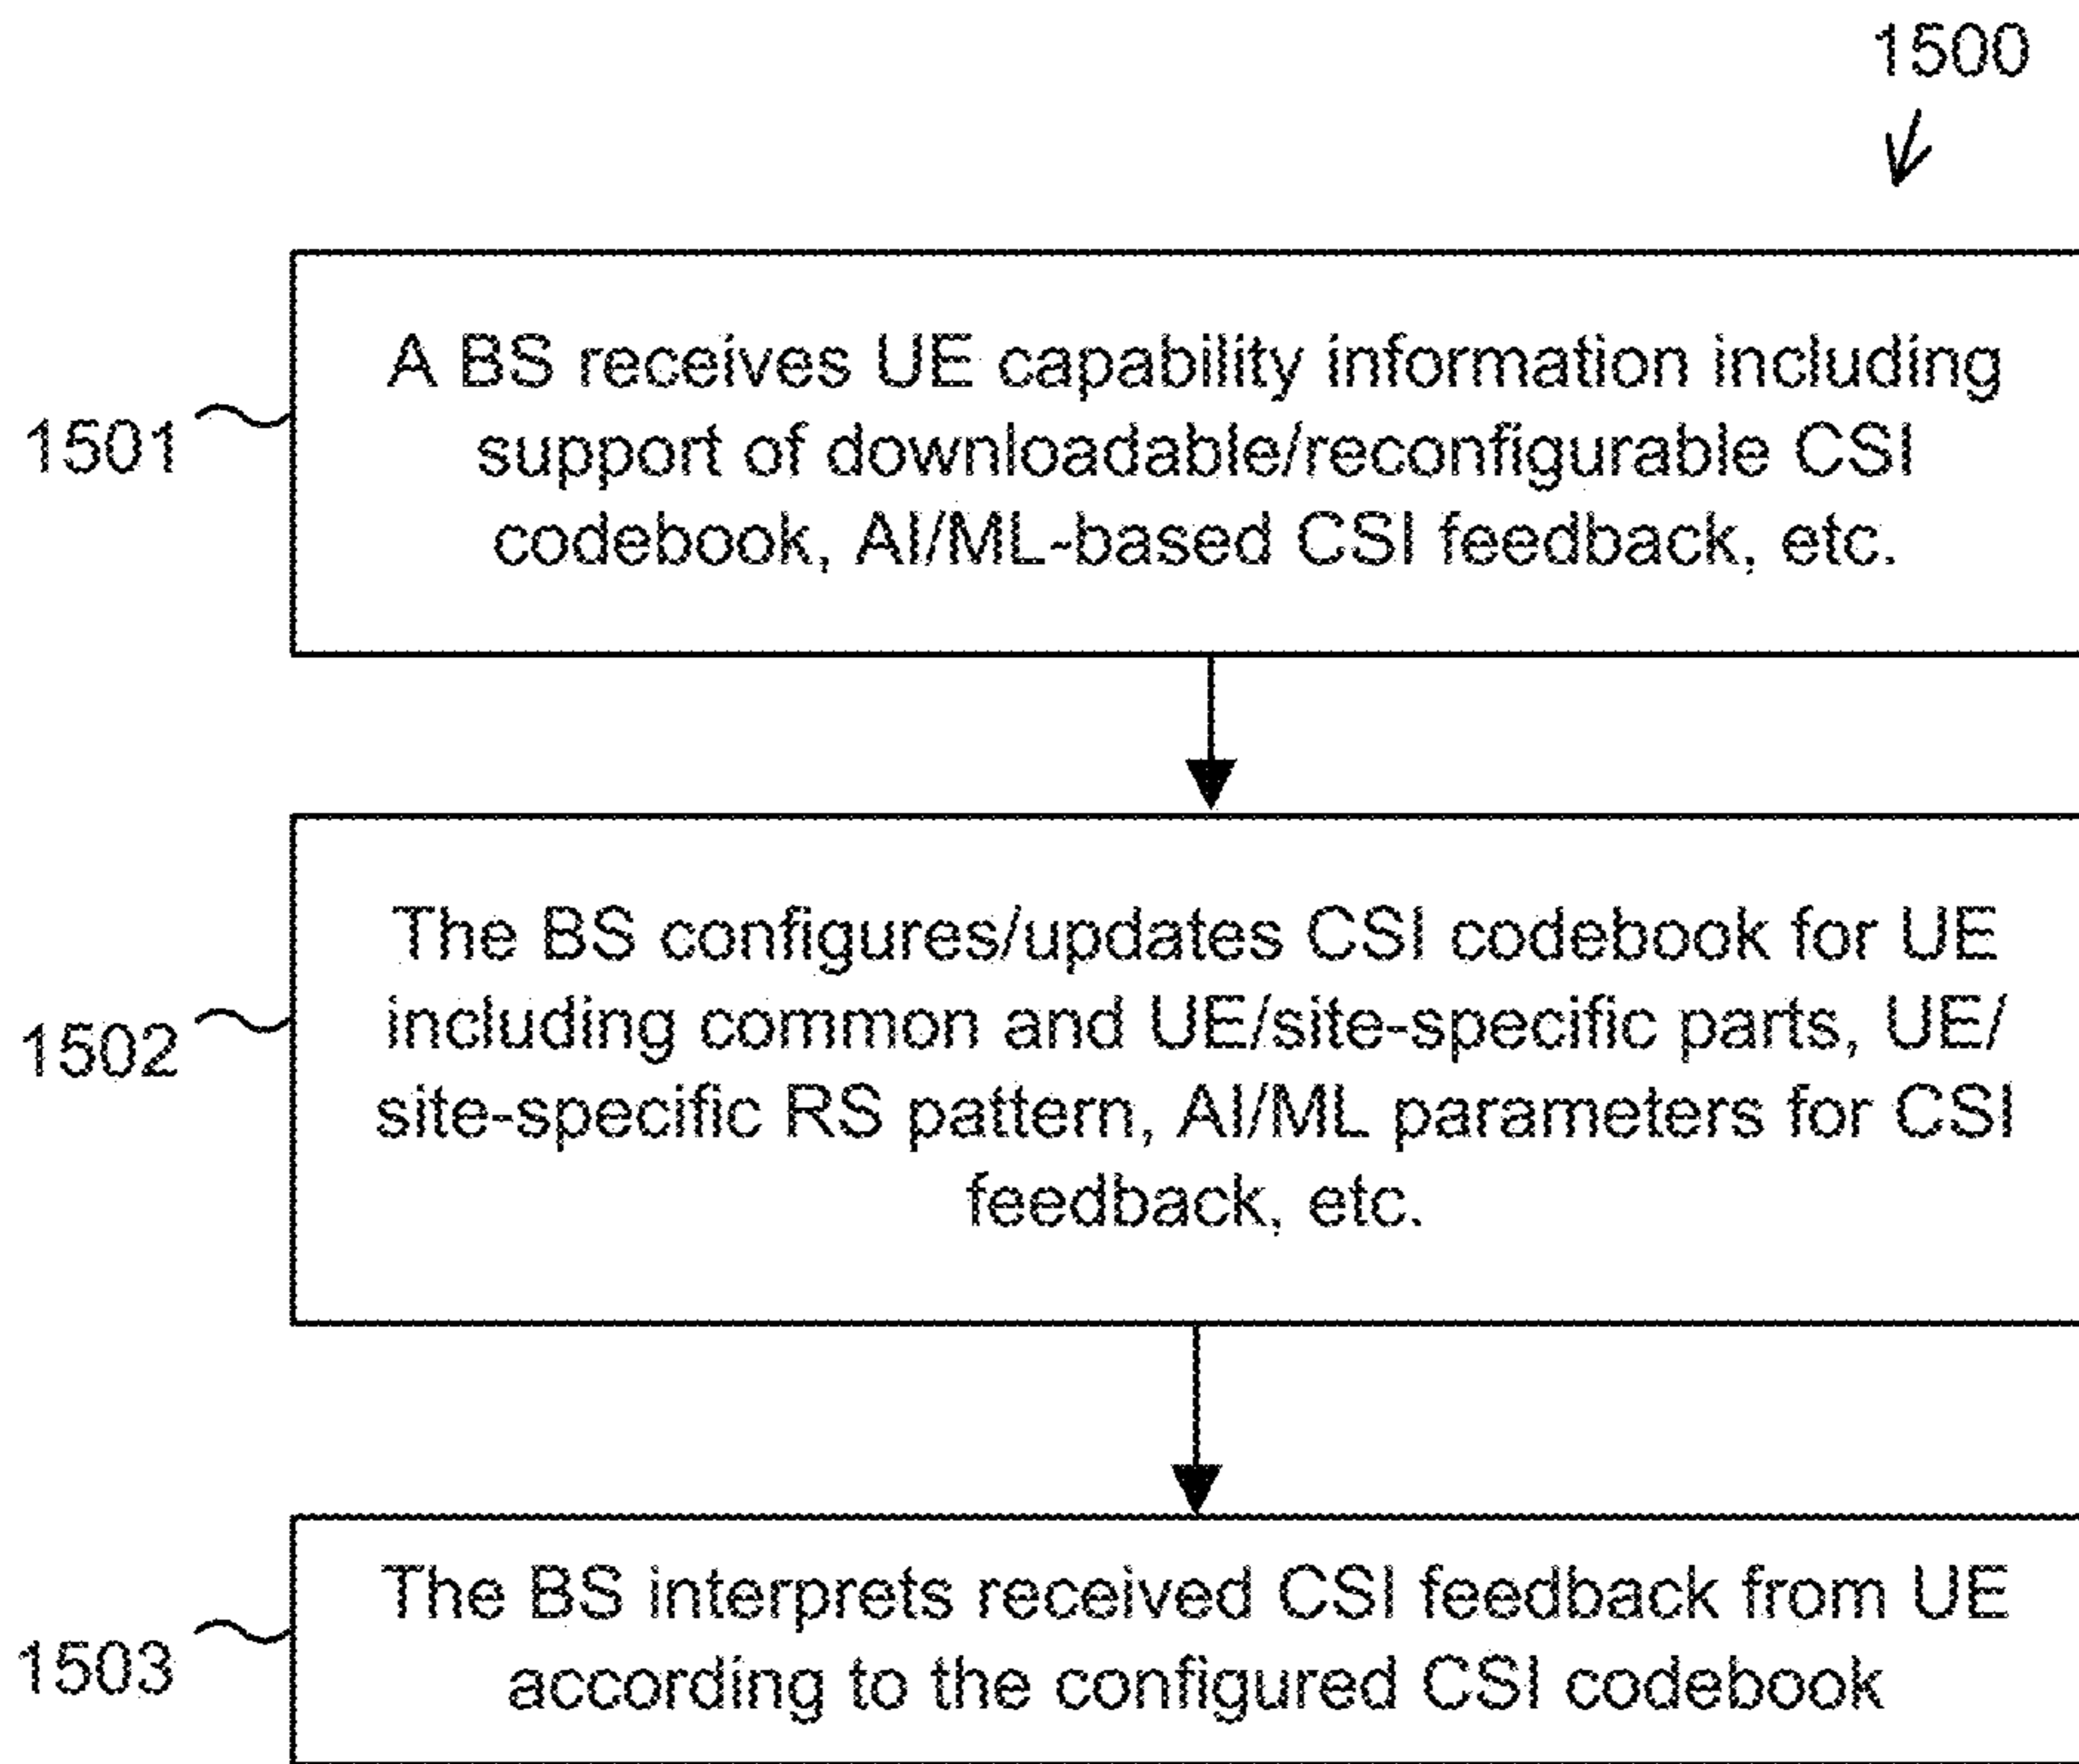 1500
A BS receives UE capability information including
support of downloadable/reconfigurable CSI
codebook, AI/ML-based CSI feedback, etc.
1501
The BS configures/updates CSI codebook for UE
including common and UE/site-specific parts, UE/
site-specific RS pattern, AI/ML parameters for CSI
feedback, etc.
1502
The BS interprets received CSI feedback from UE
according to the configured CSI codebook
1503